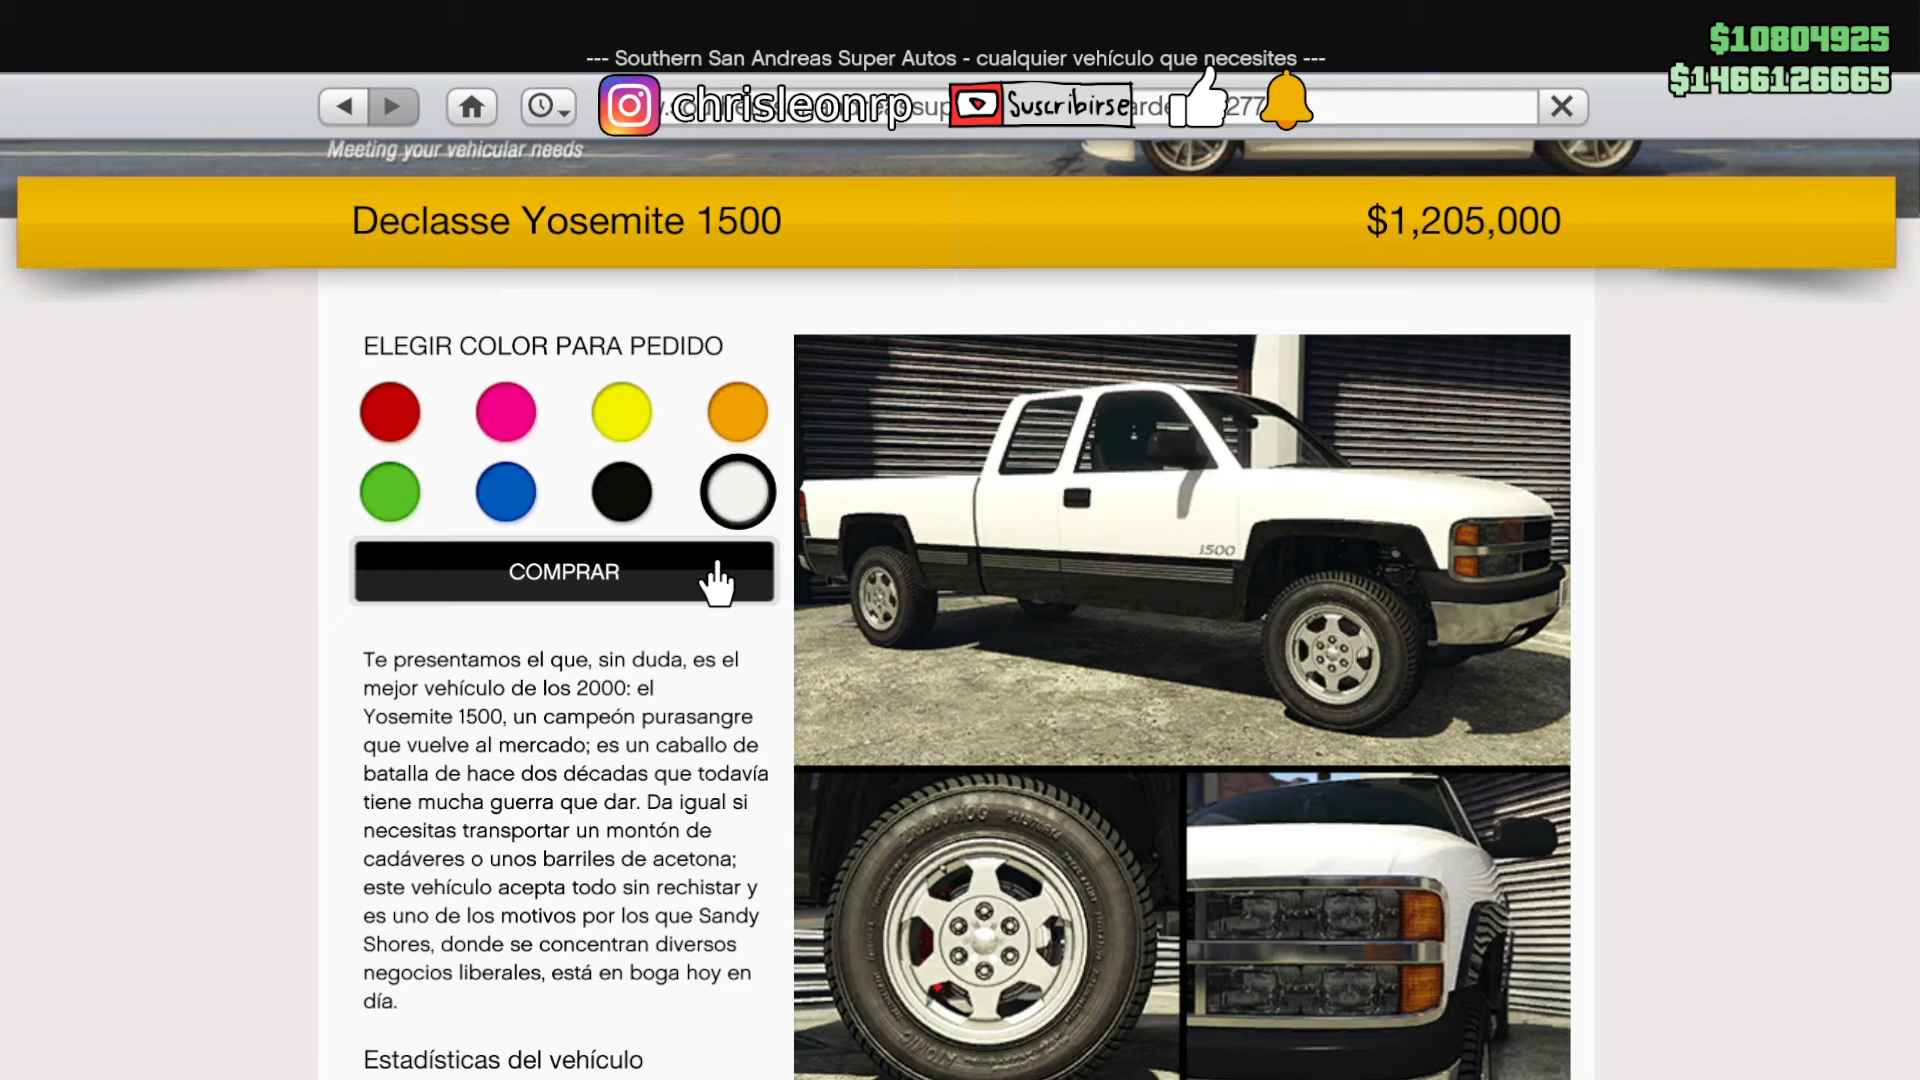 $10804925
--- Southern San Andreas Super Autos - cualquier vehículo que necesites ---
$1466126665
chrisleonrp
Suscribirse
Meeting your vehicular needs
Declasse Yosemite 1500
$1,205,000
ELEGIR COLOR PARA PEDIDO
COMPRAR
1500
Te presentamos el que, sin duda, es el
mejor vehículo de los 2000: el
Yosemite 1500, un campeón purasangre
que vuelve al mercado; es un caballo de
batalla de hace dos décadas que todavía
tiene mucha guerra que dar. Da igual si
necesitas transportar un montón de
cadáveres o unos barriles de acetona;
este vehículo acepta todo sin rechistar y
es uno de los motivos por los que Sandy
Shores, donde se concentran diversos
negocios liberales, está en boga hoy en
día.
Estadísticas del vehículo
ATOMIC